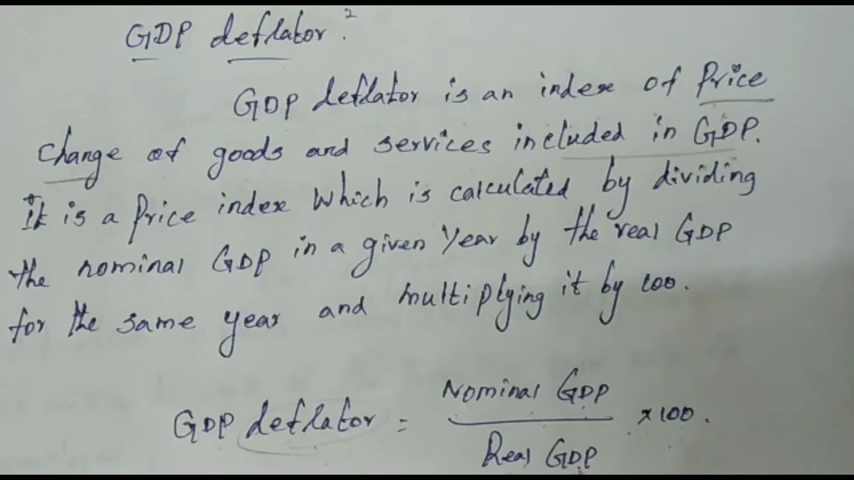 GDP deflator :²
GDP deflator is an index of Price
change of goods and services included in GDP.
It is a Price index which is calculated by dividing
the nominal GDP in a given year by the real GDP
for the same year and multiplying it by 100.
GDP deflator = Nominal GDP / Real GDP × 100.